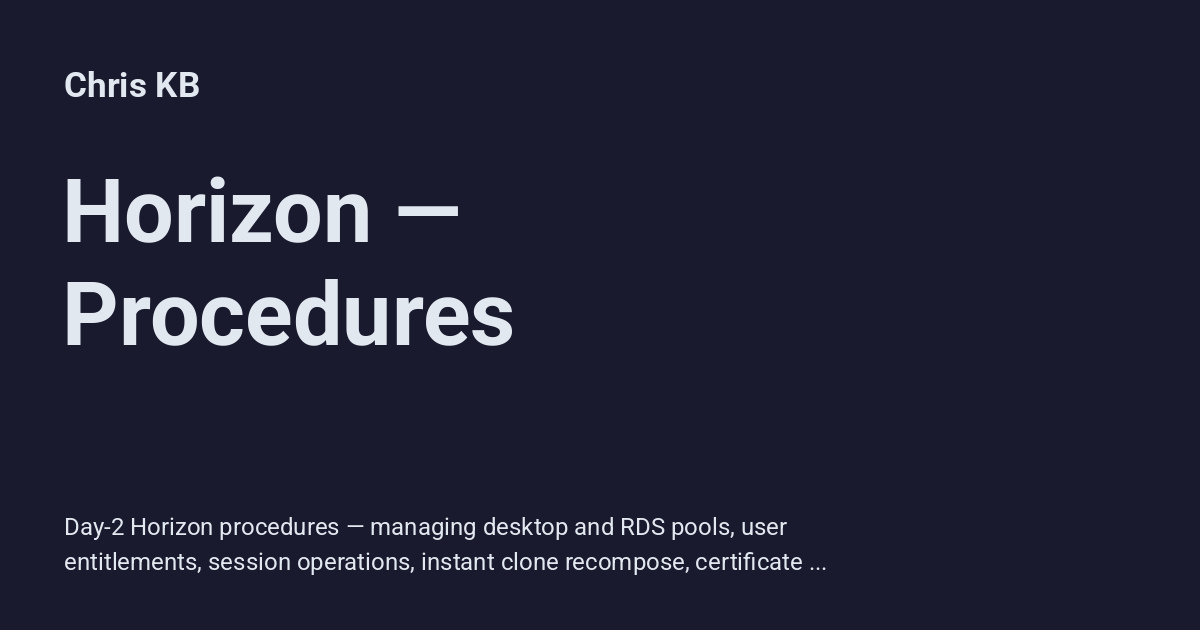 Chris KB
Horizon —
Procedures
Day-2 Horizon procedures — managing desktop and RDS pools, user
entitlements, session operations, instant clone recompose, certificate ...